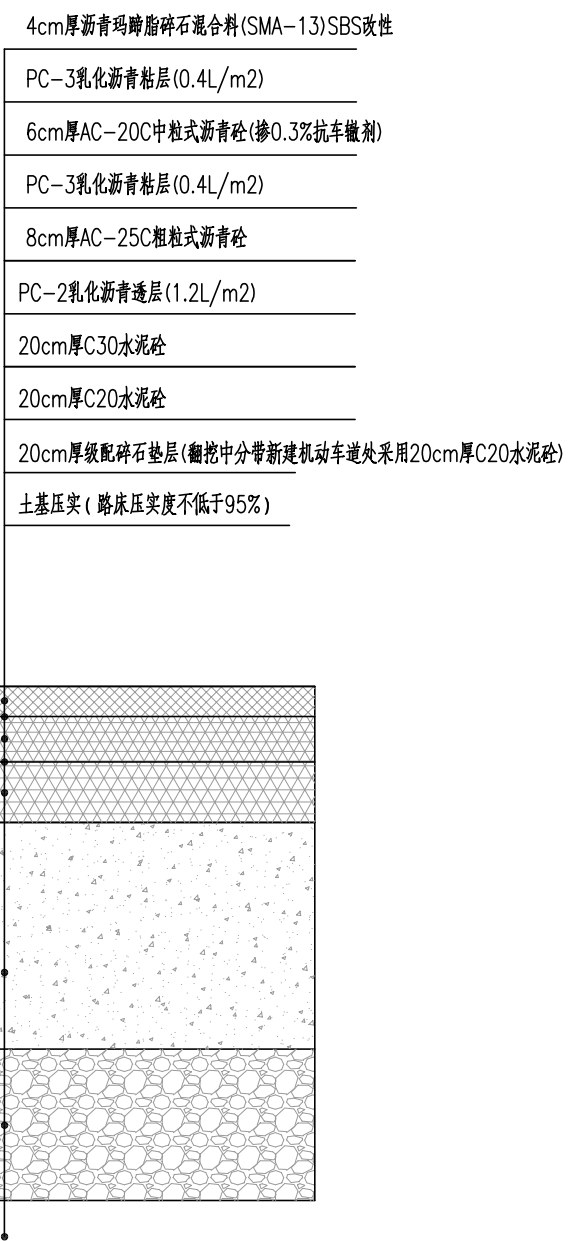 4cm厚沥青玛蹄脂碎石混合料(SMA-13)SBS改性
PC-3乳化沥青粘层(0.4L/m2)
6cm厚AC-20C中粒式沥青砼(掺0.3%抗车辙剂)
PC-3乳化沥青粘层(0.4L/m2)
8cm厚AC-25C粗粒式沥青砼
PC-2乳化沥青透层(1.2L/m2)
20cm厚C30水泥砼
20cm厚C20水泥砼
20cm厚级配碎石垫层(翻挖中分带新建机动车道处采用20cm厚C20水泥砼)
土基压实(路床压实度不低于95%)